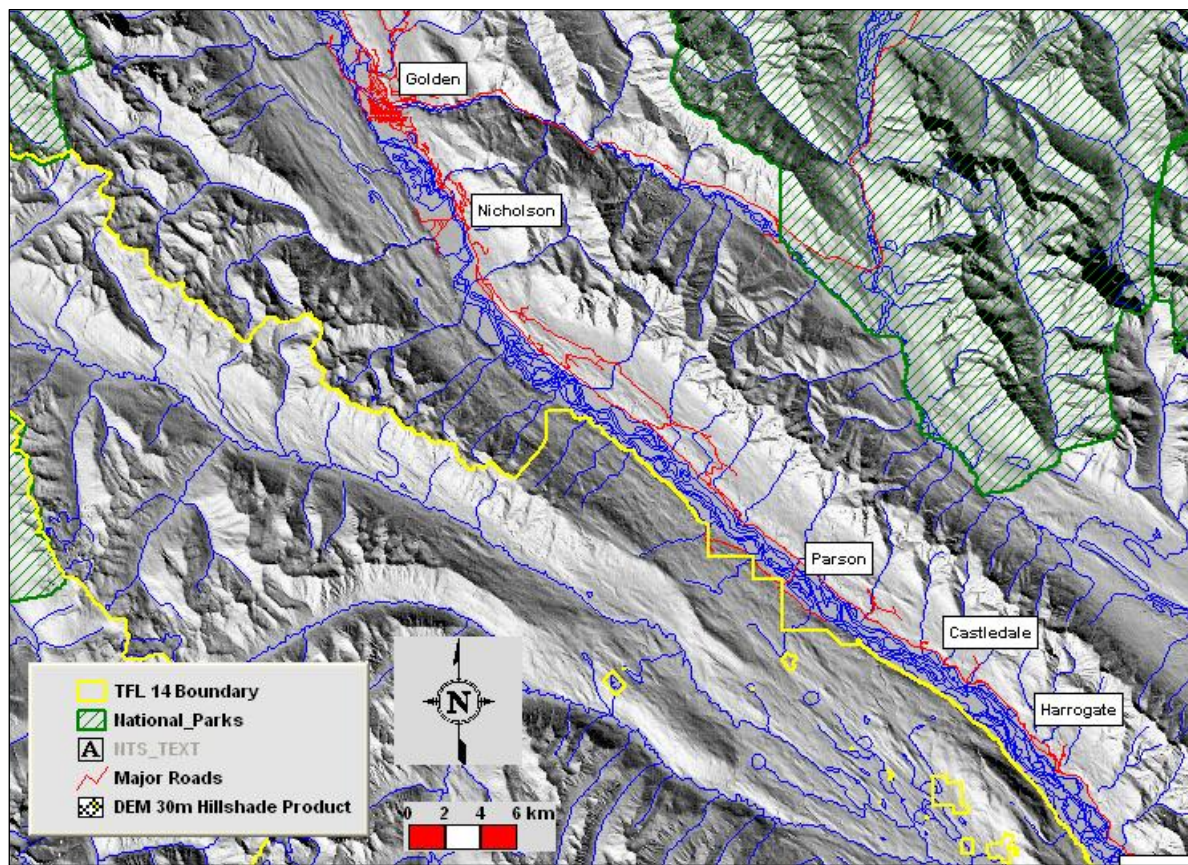 Golden
Nicholson
Parson
Castledale
Harrogate
TFL 14 Boundary
National_Parks
A NTS_TEXT
Major Roads
DEM 30m Hillshade Product
N
0 2 4 6 km